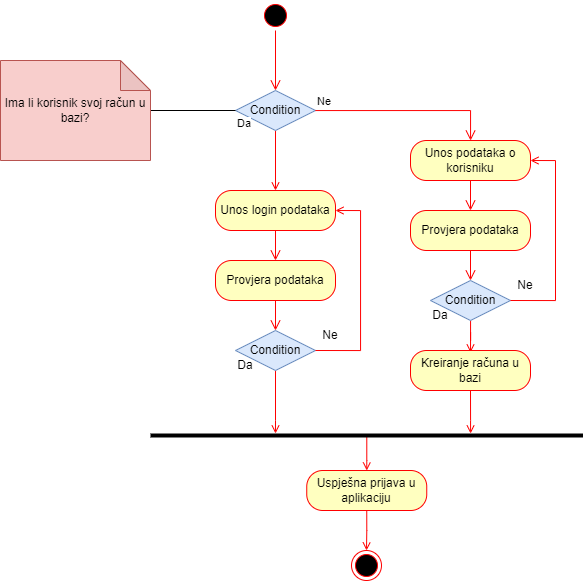 Ima li korisnik svoj račun u
bazi?
Condition
Ne
Da
Unos podataka o
korisniku
Unos login podataka
Provjera podataka
Provjera podataka
Condition
Ne
Da
Condition
Ne
Da
Kreiranje računa u
bazi
Uspješna prijava u
aplikaciju